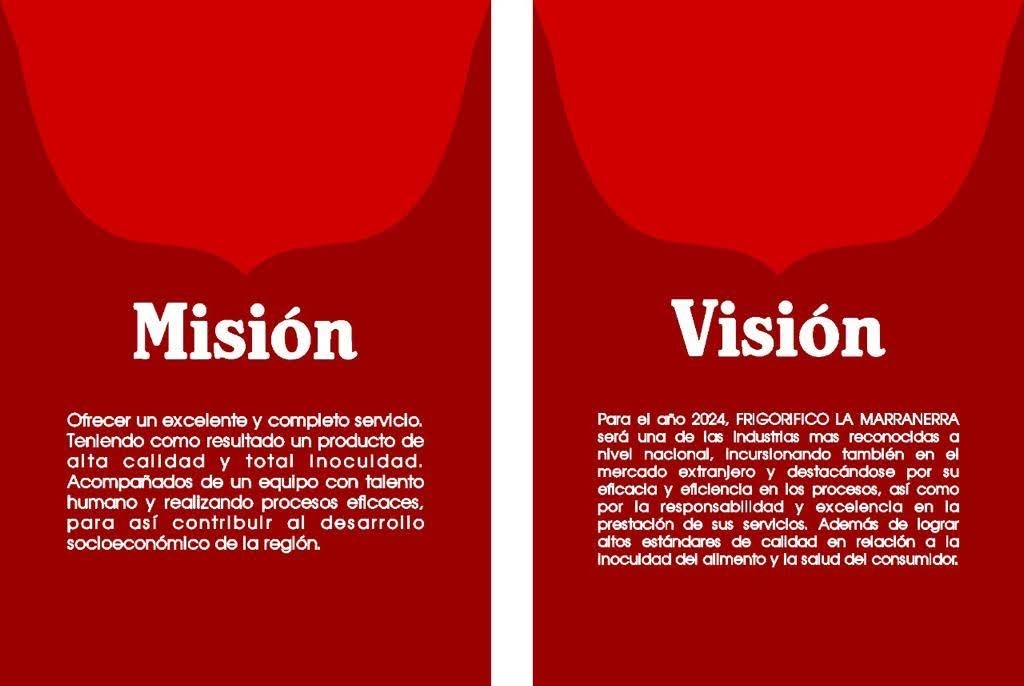 Misión
Ofrecer un excelente y completo servicio.
Teniendo como resultado un producto de
alta calidad y total inocuidad.
Acompañados de un equipo con talento
humano y realizando procesos eficaces,
para así contribuir al desarrollo
socioeconómico de la región.
Visión
Para el año 2024, FRIGORIFICO LA MARRANERRA
será una de las industrias mas reconocidas a
nivel nacional, incursionando también en el
mercado extranjero y destacándose por su
eficacia y eficiencia en los procesos, así como
por la responsabilidad y excelencia en la
prestación de sus servicios. Además de lograr
altos estándares de calidad en relación a la
inocuidad del alimento y la salud del consumidor.